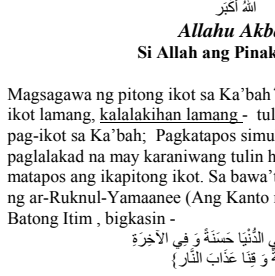 اللهُ أَكْبَر
Allahu Akb
Si Allah ang Pinak
Magsagawa ng pitong ikot sa Ka'bah
ikot lamang, kalalakihan lamang - tul
pag-ikot sa Ka'bah; Pagkatapos simu
paglalakad na may karaniwang tulin h
matapos ang ikapitong ikot. Sa bawa't
ng ar-Ruknul-Yamaanee (Ang Kanto
Batong Itim , bigkasin -
الدُّنْيَا حَسَنَةً وَ فِي الآخِرَةِ
وَ قِنَا عَذَابَ النَّار}